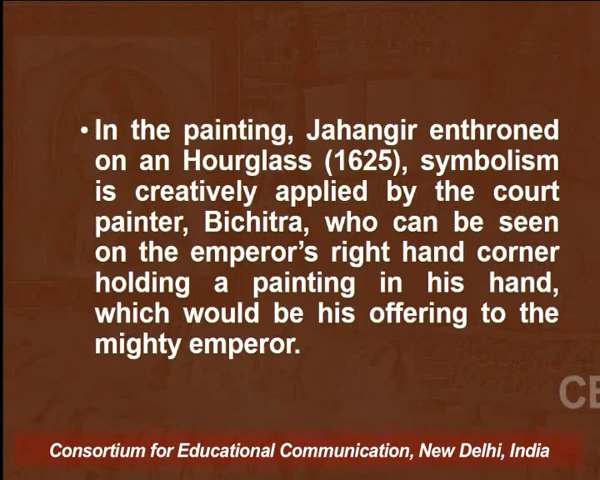 • In the painting, Jahangir enthroned
on an Hourglass (1625), symbolism
is creatively applied by the court
painter, Bichitra, who can be seen
on the emperor's right hand corner
holding a painting in his hand,
which would be his offering to the
mighty emperor.
CE
Consortium for Educational Communication, New Delhi, India